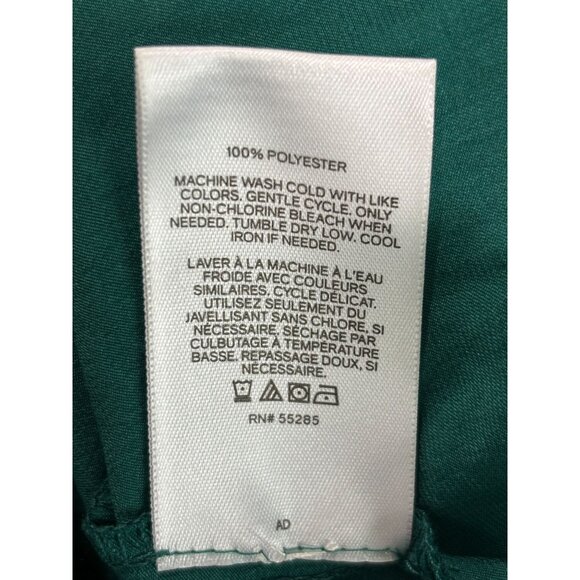 100% POLYESTER
MACHINE WASH COLD WITH LIKE
COLORS. GENTLE CYCLE. ONLY
NON-CHLORINE BLEACH WHEN
NEEDED. TUMBLE DRY LOW. COOL
IRON IF NEEDED.
LAVER À LA MACHINE À L'EAU
FROIDE AVEC COULEURS
SIMILAIRES. CYCLE DÉLICAT.
UTILISEZ SEULEMENT DU
JAVELLISANT SANS CHLORE, SI
NÉCESSAIRE. SÉCHAGE PAR
CULBUTAGE À TEMPÉRATURE
BASSE. REPASSAGE DOUX, SI
NÉCESSAIRE.
RN# 55285
AD